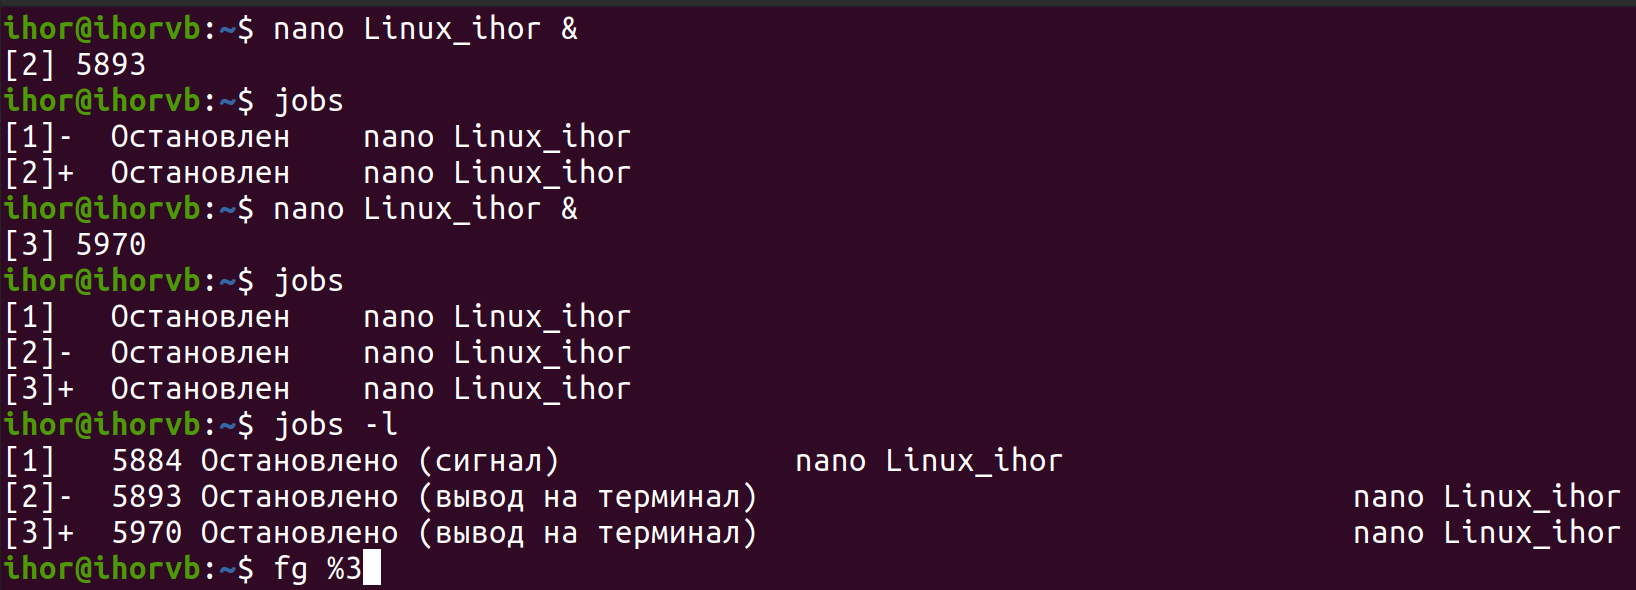 ihor@ihorvb:~$ nano Linux_ihor &
[2] 5893
ihor@ihorvb:~$ jobs
[1]-  Остановлен    nano Linux_ihor
[2]+  Остановлен    nano Linux_ihor
ihor@ihorvb:~$ nano Linux_ihor &
[3] 5970
ihor@ihorvb:~$ jobs
[1]   Остановлен    nano Linux_ihor
[2]-  Остановлен    nano Linux_ihor
[3]+  Остановлен    nano Linux_ihor
ihor@ihorvb:~$ jobs -l
[1]   5884 Остановлено (сигнал)             nano Linux_ihor
[2]-  5893 Остановлено (вывод на терминал)                                 nano Linux_ihor
[3]+  5970 Остановлено (вывод на терминал)                                 nano Linux_ihor
ihor@ihorvb:~$ fg %3